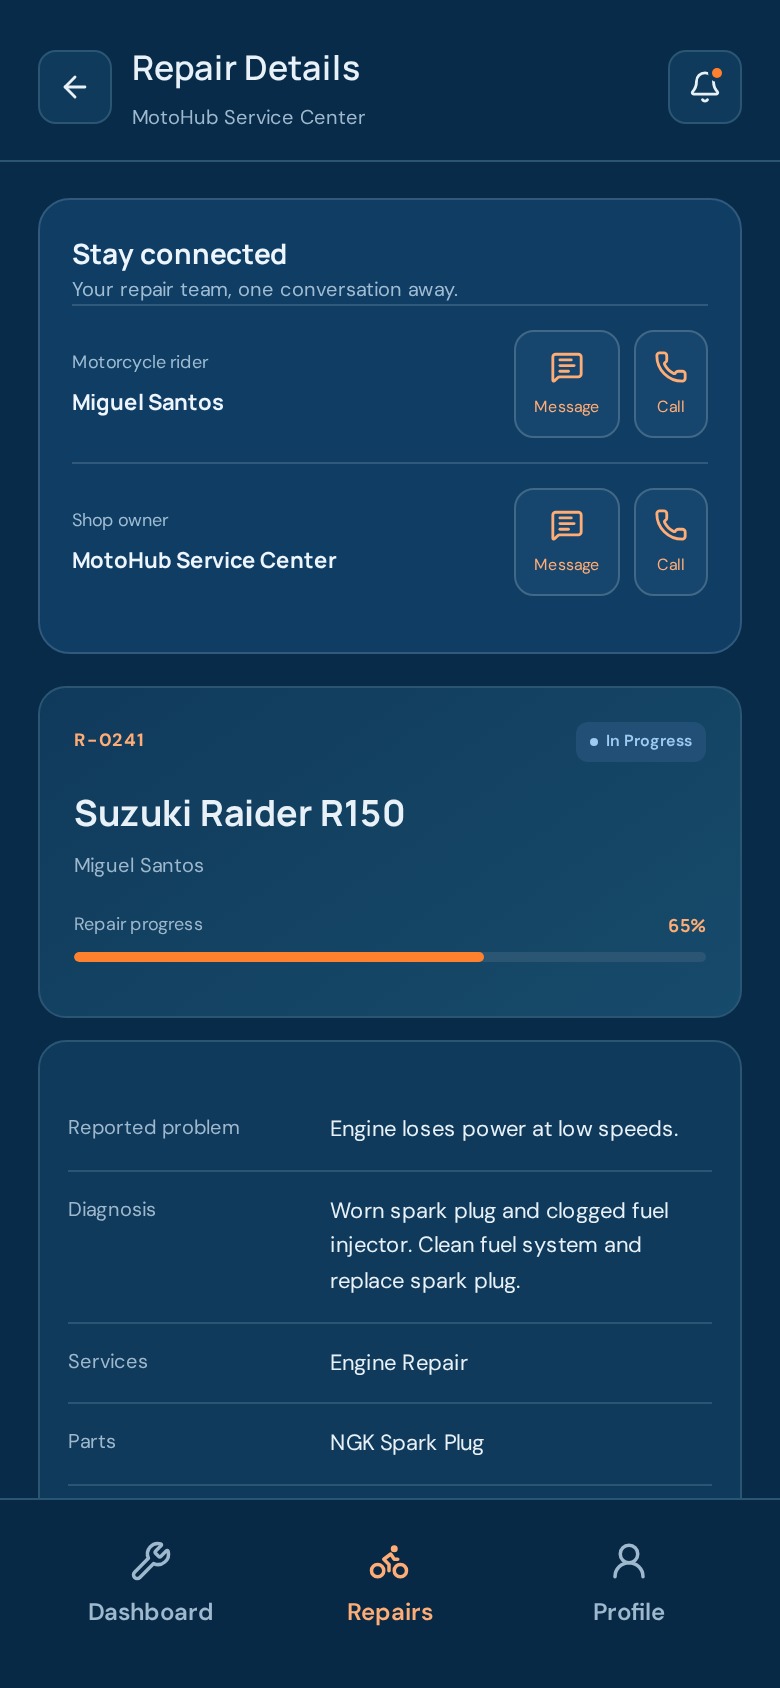 Repair Details
MotoHub Service Center
Stay connected
Your repair team, one conversation away.
Motorcycle rider
Miguel Santos
Message
Call
Shop owner
MotoHub Service Center
Message
Call
R-0241
In Progress
Suzuki Raider R150
Miguel Santos
Repair progress
65%
Reported problem
Engine loses power at low speeds.
Diagnosis
Worn spark plug and clogged fuel
injector. Clean fuel system and
replace spark plug.
Services
Engine Repair
Parts
NGK Spark Plug
Dashboard
Repairs
Profile